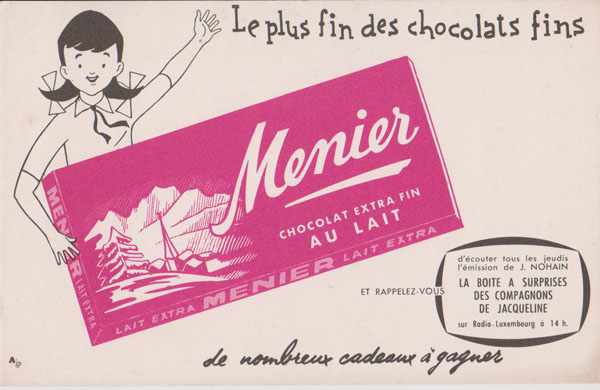 Le plus fin des chocolats fins
Menier
CHOCOLAT EXTRA FIN
AU LAIT
LAIT EXTRA MENIER LAIT EXTRA
MENIER
LAIT EXTRA
ET RAPPELEZ-VOUS
d'écouter tous les jeudis
l'émission de J. NOHAIN
LA BOITE A SURPRISES
DES COMPAGNONS
DE JACQUELINE
sur Radio-Luxembourg à 14 h.
de nombreux cadeaux à gagner